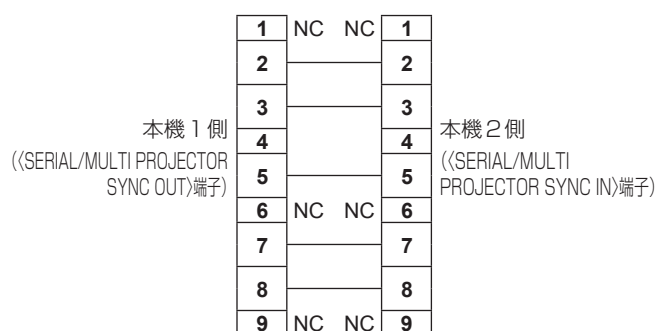 1 NC NC 1
2 2
3 3
本機1側
4 4
本機2側
(〈SERIAL/MULTI PROJECTOR
SYNC OUT〉端子)
5 5
(〈SERIAL/MULTI
PROJECTOR SYNC IN〉端子)
6 NC NC 6
7 7
8 8
9 NC NC 9